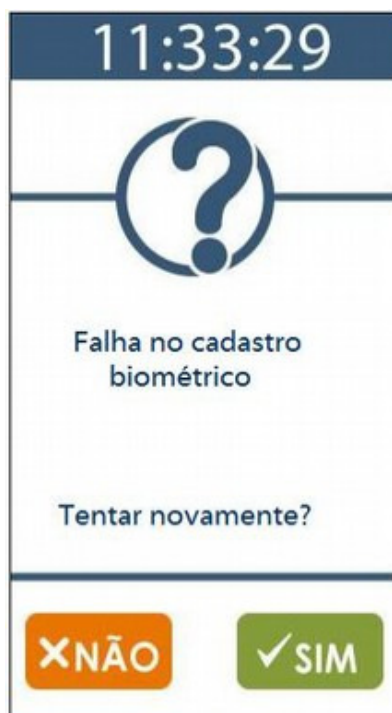 11:33:29
?
Falha no cadastro
biométrico
Tentar novamente?
×NÃO
✓SIM